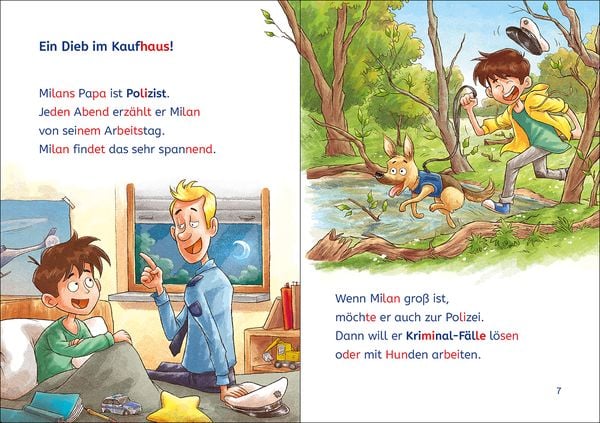 Ein Dieb im Kaufhaus!
Milans Papa ist Polizist.
Jeden Abend erzählt er Milan
von seinem Arbeitstag.
Milan findet das sehr spannend.
Wenn Milan groß ist,
möchte er auch zur Polizei.
Dann will er Kriminal-Fälle lösen
oder mit Hunden arbeiten.
7